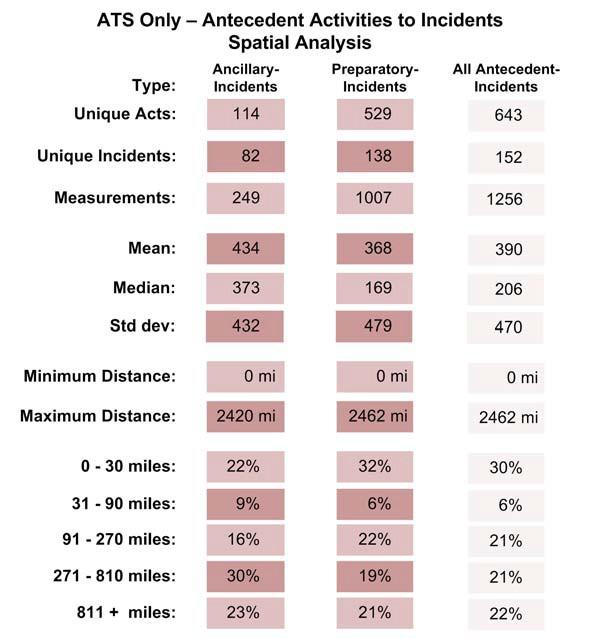 ATS Only – Antecedent Activities to Incidents
Spatial Analysis
Type: Ancillary-Incidents Preparatory-Incidents All Antecedent-Incidents
Unique Acts: 114 529 643
Unique Incidents: 82 138 152
Measurements: 249 1007 1256
Mean: 434 368 390
Median: 373 169 206
Std dev: 432 479 470
Minimum Distance: 0 mi 0 mi 0 mi
Maximum Distance: 2420 mi 2462 mi 2462 mi
0 - 30 miles: 22% 32% 30%
31 - 90 miles: 9% 6% 6%
91 - 270 miles: 16% 22% 21%
271 - 810 miles: 30% 19% 21%
811 + miles: 23% 21% 22%